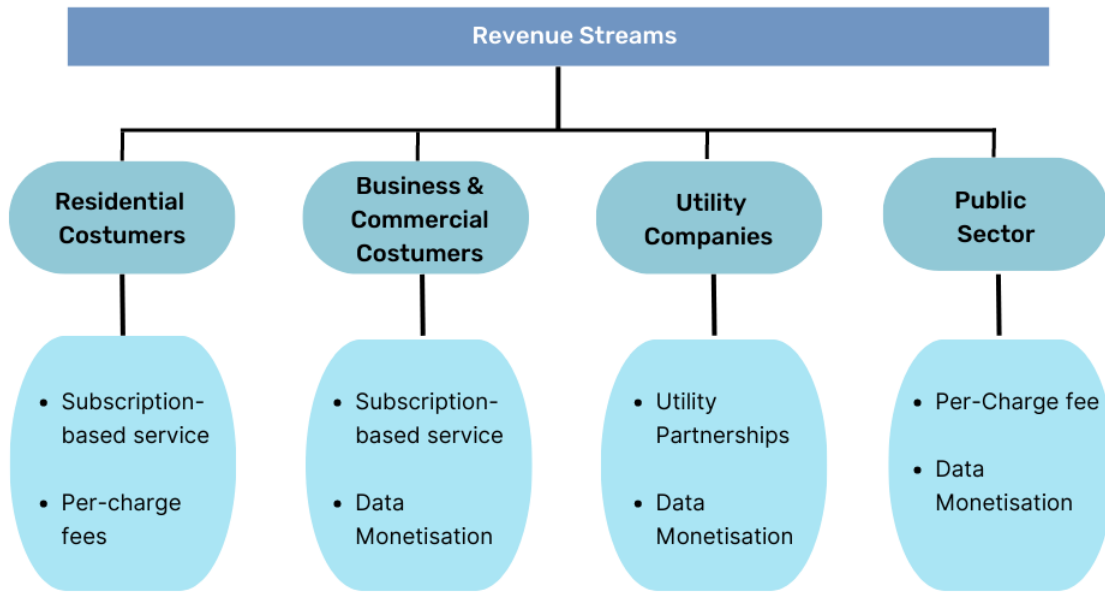 Revenue Streams
Residential
Costumers
Business &
Commercial
Costumers
Utility
Companies
Public
Sector
• Subscription-
based service
• Per-charge
fees
• Subscription-
based service
• Data
Monetisation
• Utility
Partnerships
• Data
Monetisation
• Per-Charge fee
• Data
Monetisation